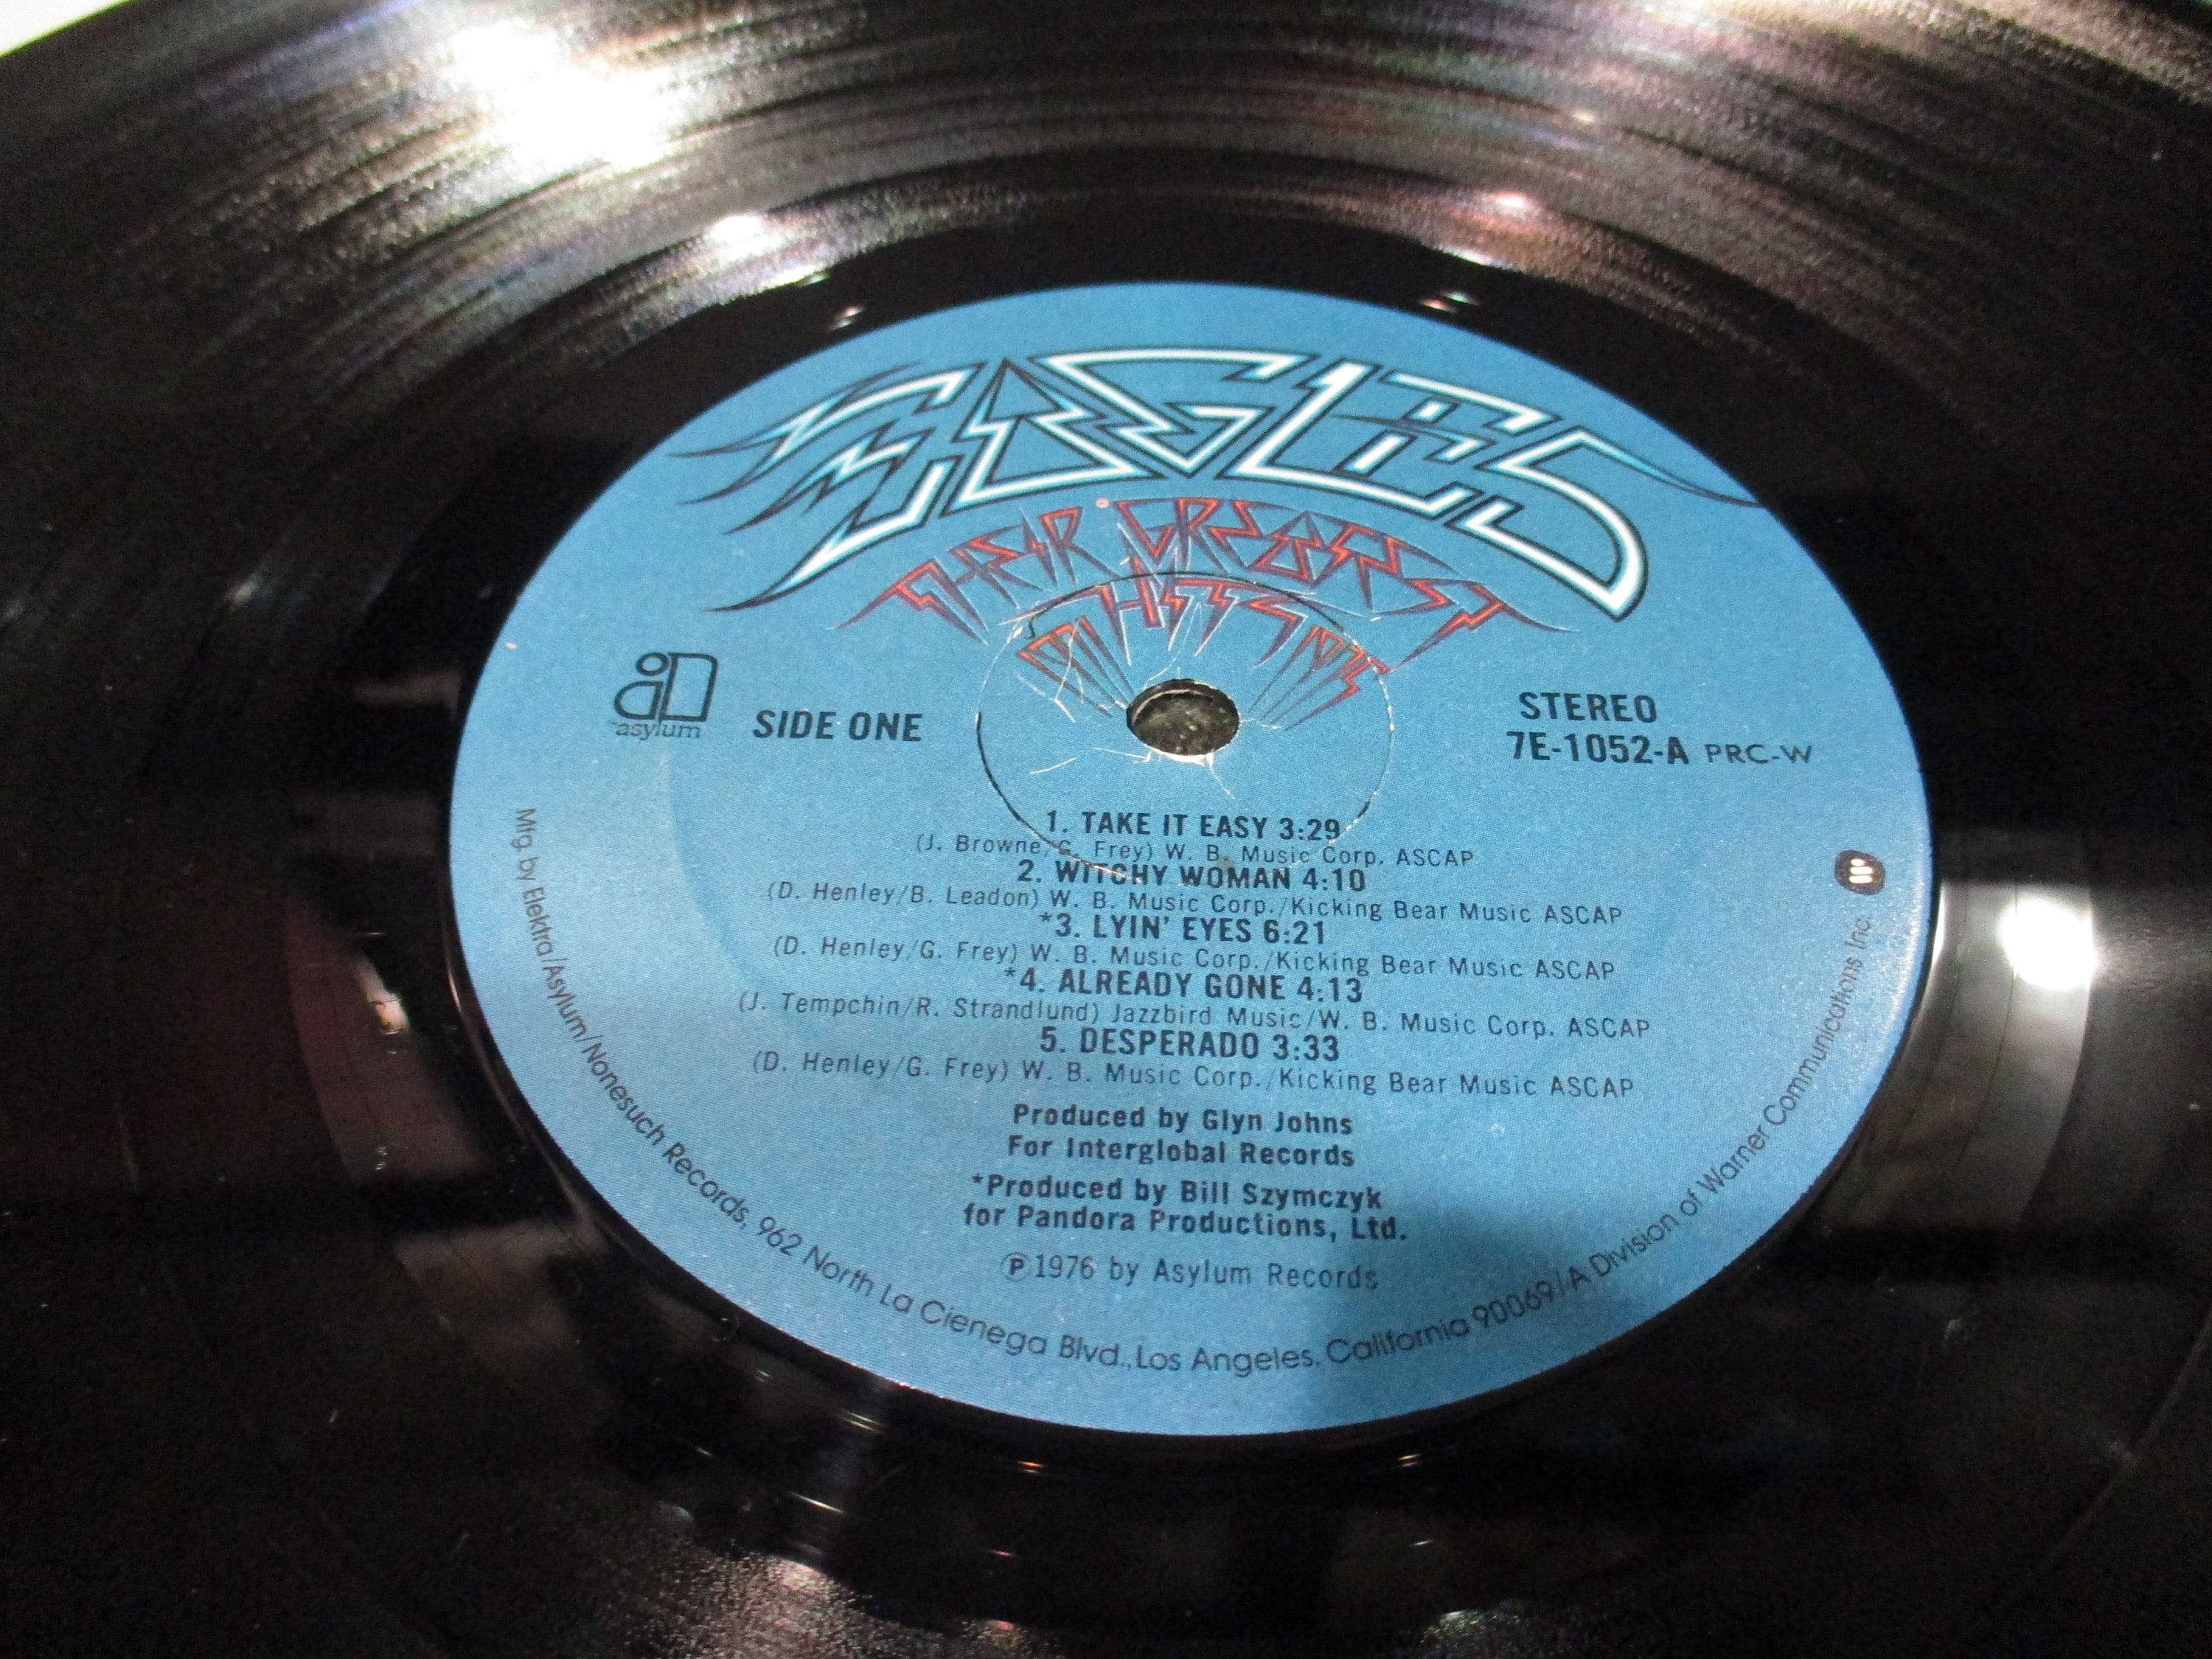 EAGLES
THEIR GREATEST
HITS
asylum
SIDE ONE
STEREO
7E-1052-A PRC-W
1. TAKE IT EASY 3:29
(J. Browne/G. Frey) W. B. Music Corp. ASCAP
2. WITCHY WOMAN 4:10
(D. Henley/B. Leadon) W. B. Music Corp./Kicking Bear Music ASCAP
*3. LYIN' EYES 6:21
(D. Henley/G. Frey) W. B. Music Corp./Kicking Bear Music ASCAP
*4. ALREADY GONE 4:13
(J. Tempchin/R. Strandlund) Jazzbird Music/W. B. Music Corp. ASCAP
5. DESPERADO 3:33
(D. Henley/G. Frey) W. B. Music Corp./Kicking Bear Music ASCAP
Produced by Glyn Johns
For Interglobal Records
*Produced by Bill Szymczyk
for Pandora Productions, Ltd.
℗1976 by Asylum Records
Mfg. by Elektra/Asylum/Nonesuch Records, 962 North La Cienega Blvd., Los Angeles, California 90069/A Division of Warner Communications Inc.